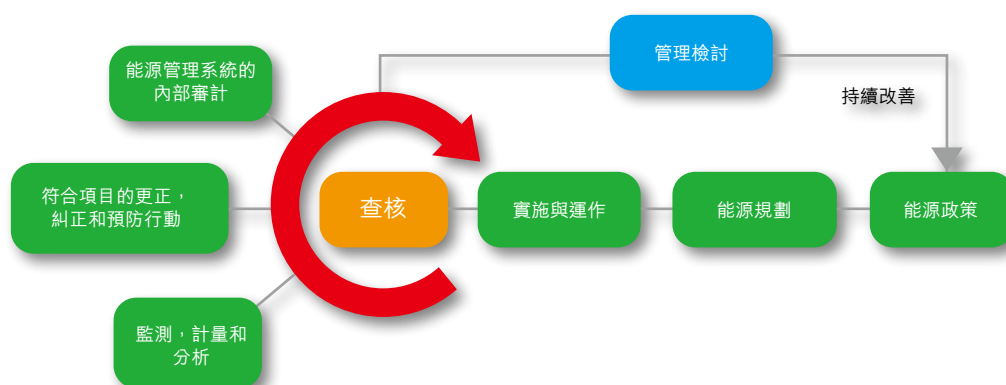 管理檢討
能源管理系統的
內部審計
持續改善
符合項目的更正，
糾正和預防行動
查核
實施與運作
能源規劃
能源政策
監測，計量和
分析